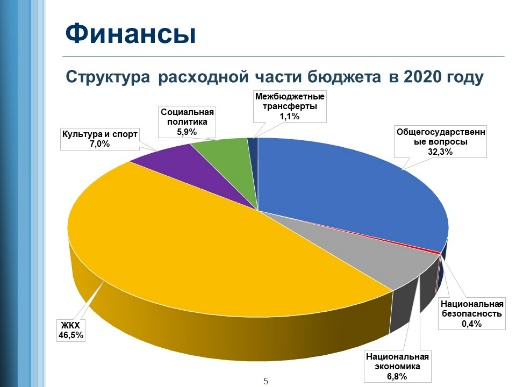 Финансы
Структура расходной части бюджета в 2020 году
Межбюджетные
трансферты
1,1%
Социальная
политика
5,9%
Культура и спорт
7,0%
Общегосударственн
ые вопросы
32,3%
Национальная
безопасность
0,4%
ЖКХ
46,5%
Национальная
экономика
6,8%
5